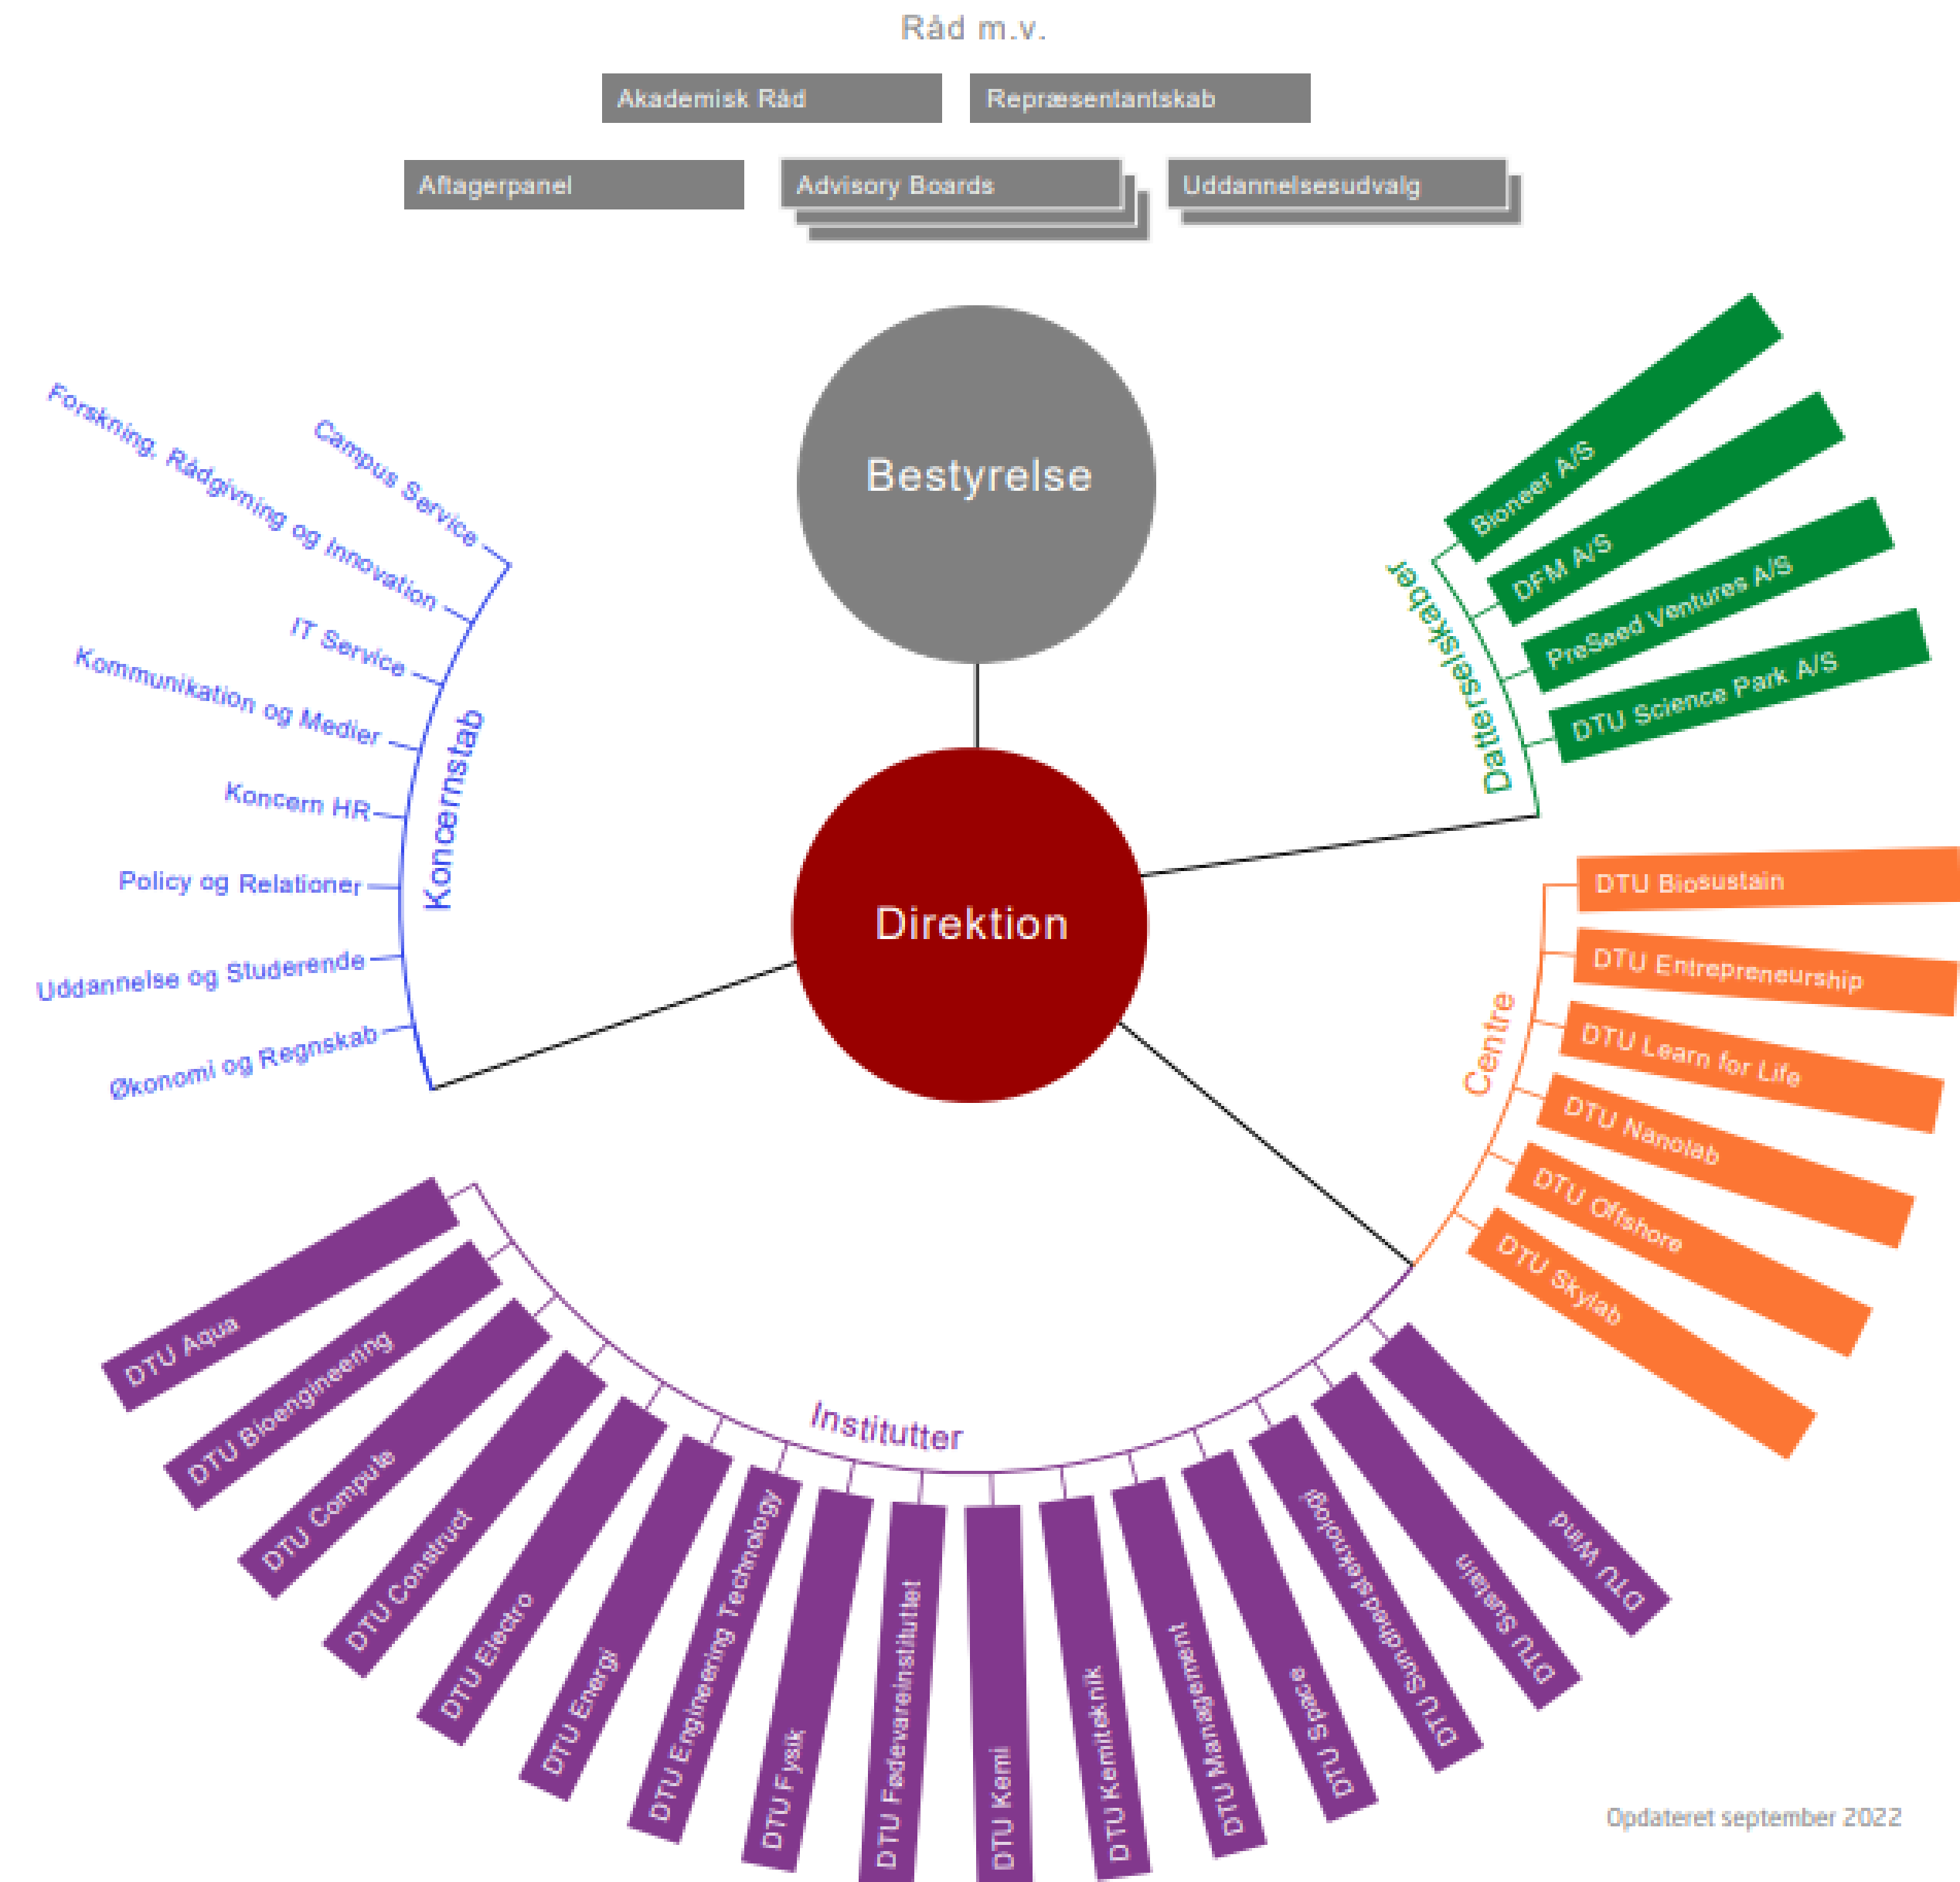 Råd m.v.
Akademisk Råd
Repræsentantskab
Aftagerpanel
Advisory Boards
Uddannelsesudvalg
Bestyrelse
Direktion
Koncernstab
Campus Service
Forskning, Rådgivning og Innovation
IT Service
Kommunikation og Medier
Koncern HR
Policy og Relationer
Uddannelse og Studerende
Økonomi og Regnskab
Datterselskaber
Bioneer A/S
DFM A/S
PreSeed Ventures A/S
DTU Science Park A/S
Centre
DTU Biosustain
DTU Entrepreneurship
DTU Learn for Life
DTU Nanolab
DTU Offshore
DTU Skylab
Institutter
DTU Aqua
DTU Bioengineering
DTU Compute
DTU Construct
DTU Electro
DTU Energi
DTU Engineering Technology
DTU Fysik
DTU Fødevareinstituttet
DTU Kemi
DTU Kemiteknik
DTU Management
DTU Space
DTU Sundhedsteknologi
DTU Sustain
DTU Wind
Opdateret september 2022